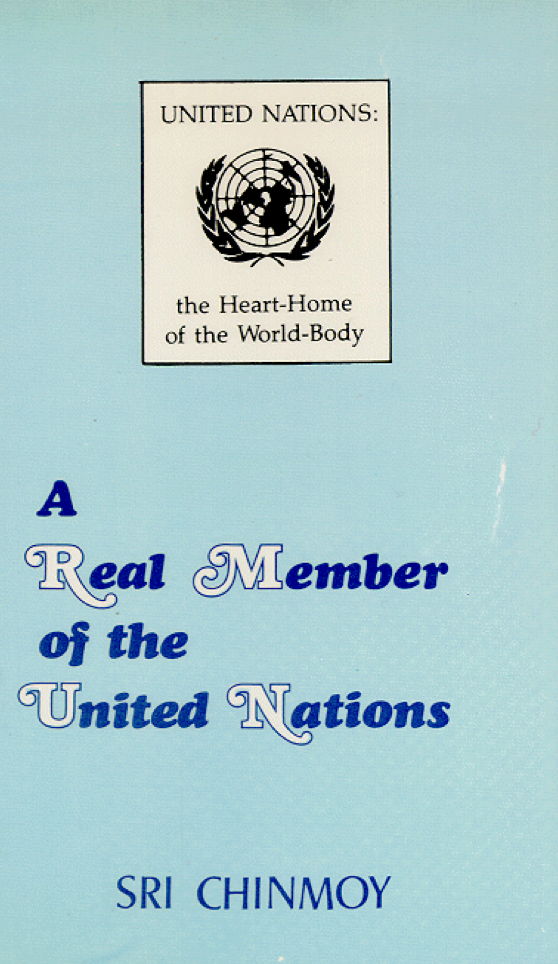 UNITED NATIONS:
the Heart-Home
of the World-Body
A
Real Member
of the
United Nations
SRI CHINMOY